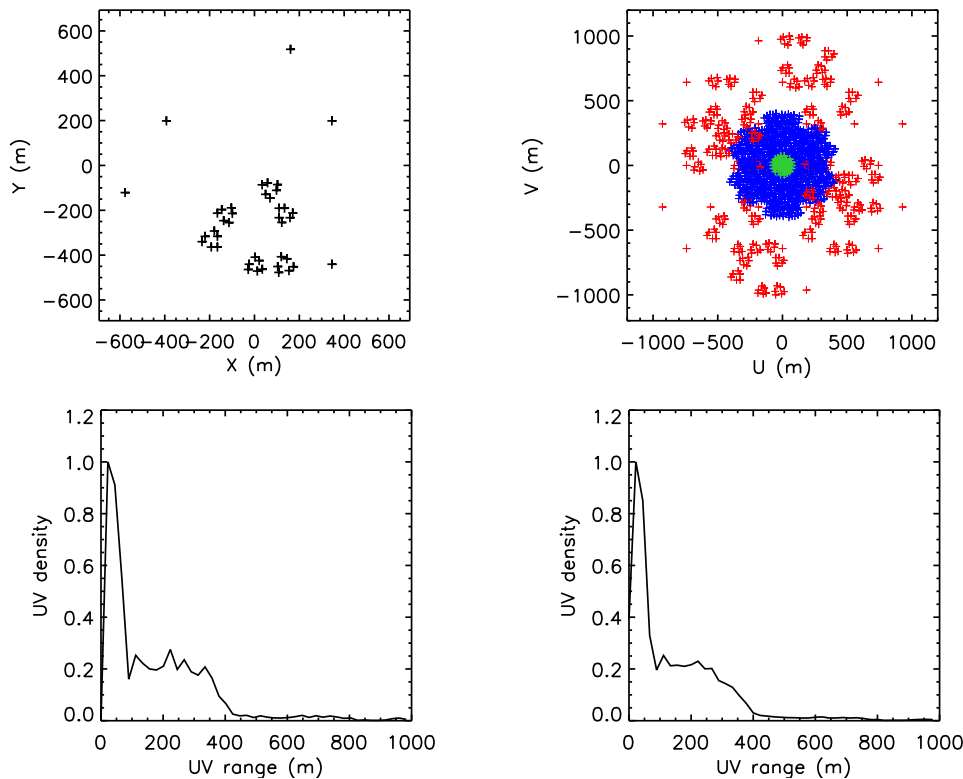 600
400
200
0
−200
−400
−600
Y (m)
−600 −400 −200 0 200 400 600
X (m)
1000
500
0
−500
−1000
V (m)
−1000 −500 0 500 1000
U (m)
1.2
1.0
0.8
0.6
0.4
0.2
0.0
UV density
0 200 400 600 800 1000
UV range (m)
1.2
1.0
0.8
0.6
0.4
0.2
0.0
UV density
0 200 400 600 800 1000
UV range (m)